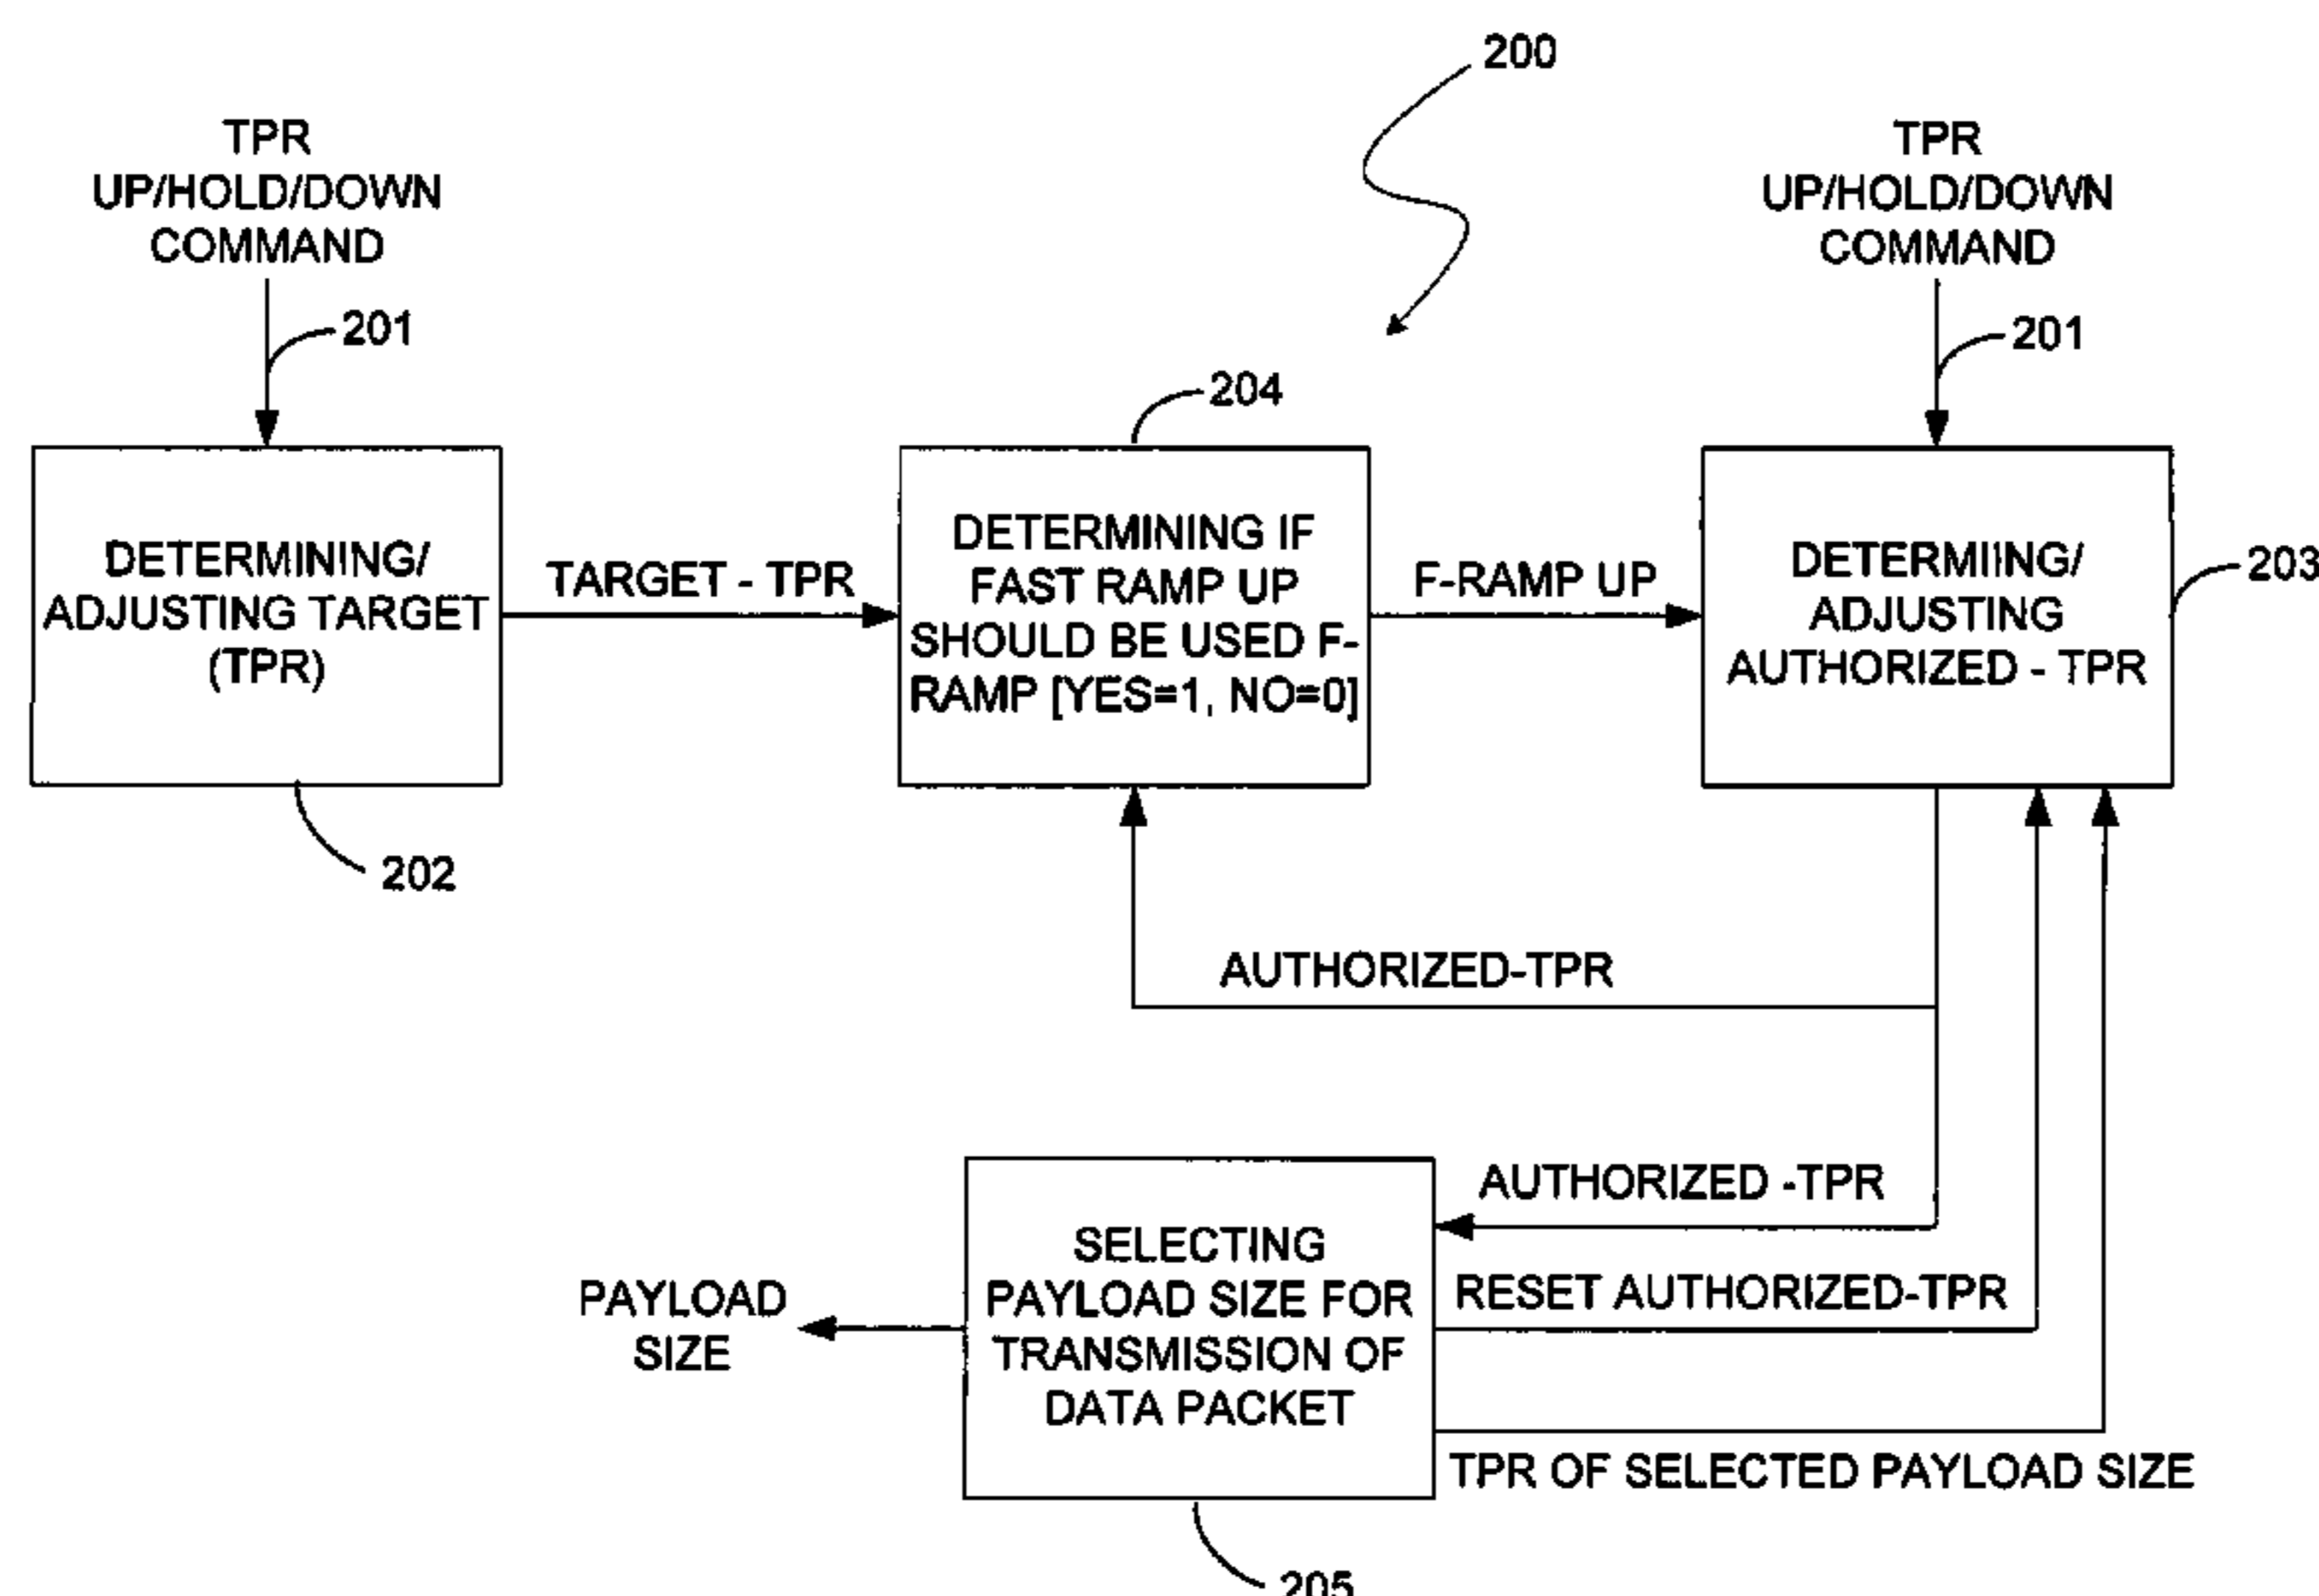 200
TPR
UP/HOLD/DOWN
COMMAND
201
TPR
UP/HOLD/DOWN
COMMAND
201
204
DETERMINING/
ADJUSTING TARGET
(TPR)
202
TARGET - TPR
DETERMINING IF
FAST RAMP UP
SHOULD BE USED F-
RAMP [YES=1, NO=0]
F-RAMP UP
DETERMIING/
ADJUSTING
AUTHORIZED - TPR
203
AUTHORIZED-TPR
AUTHORIZED -TPR
RESET AUTHORIZED-TPR
TPR OF SELECTED PAYLOAD SIZE
SELECTING
PAYLOAD SIZE FOR
TRANSMISSION OF
DATA PACKET
PAYLOAD
SIZE
205